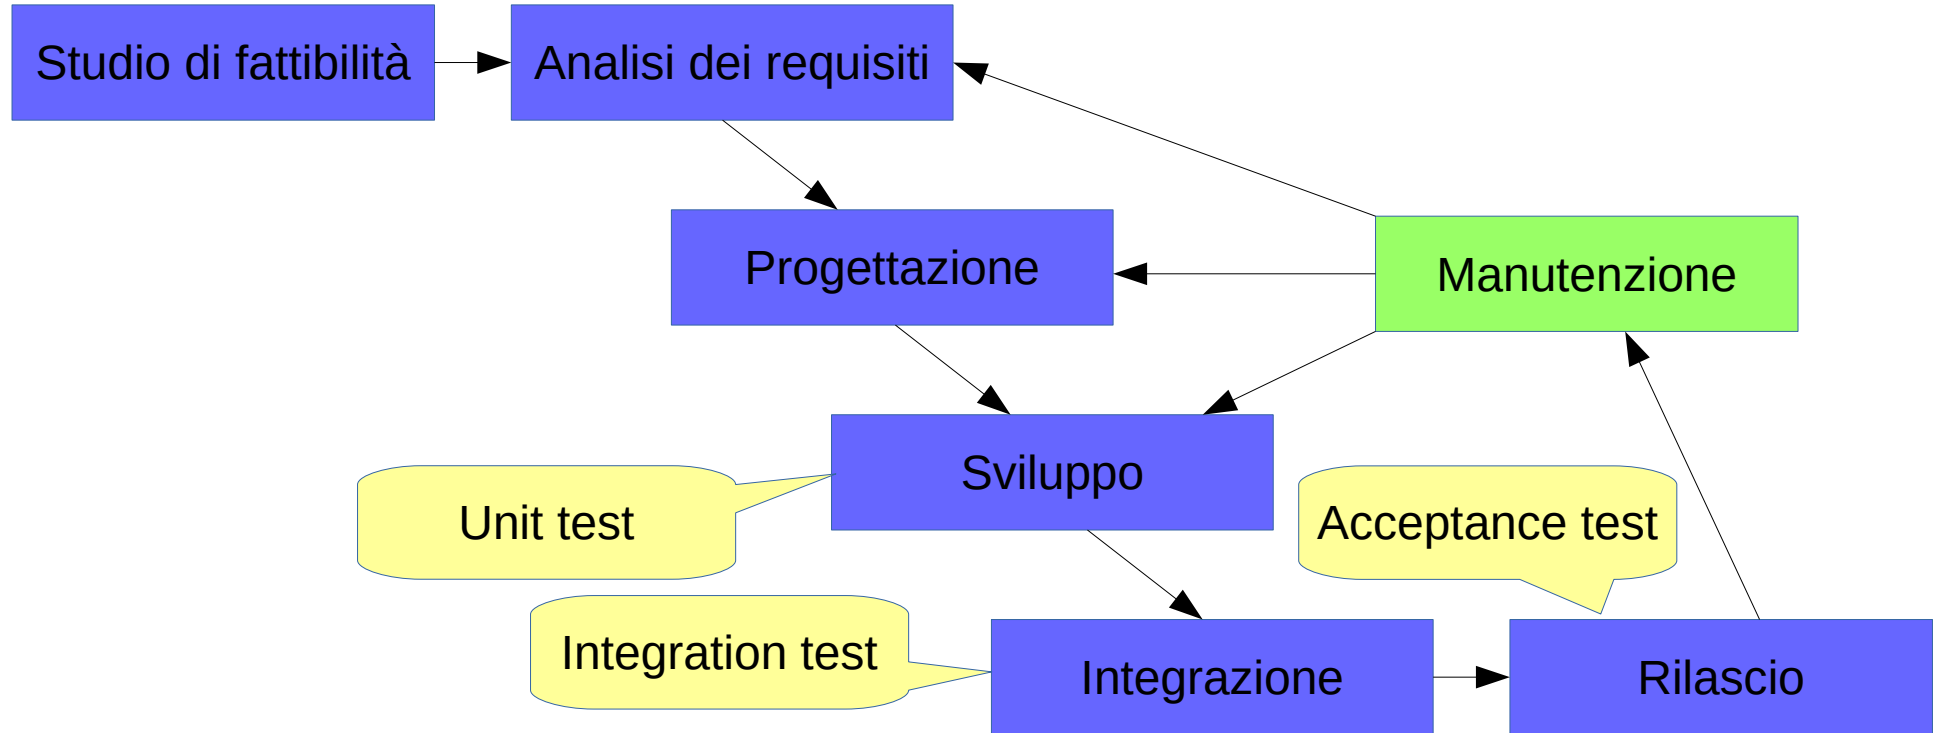 Studio di fattibilità
Analisi dei requisiti
Progettazione
Manutenzione
Sviluppo
Unit test
Acceptance test
Integration test
Integrazione
Rilascio